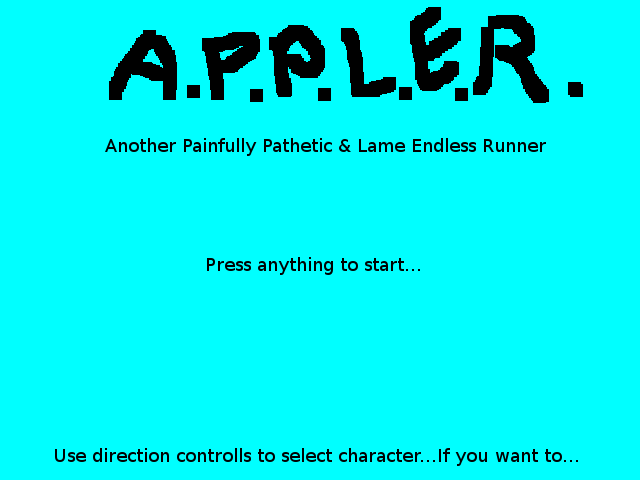 A.P.P.L.E.R.
Another Painfully Pathetic & Lame Endless Runner
Press anything to start...
Use direction controlls to select character...If you want to...